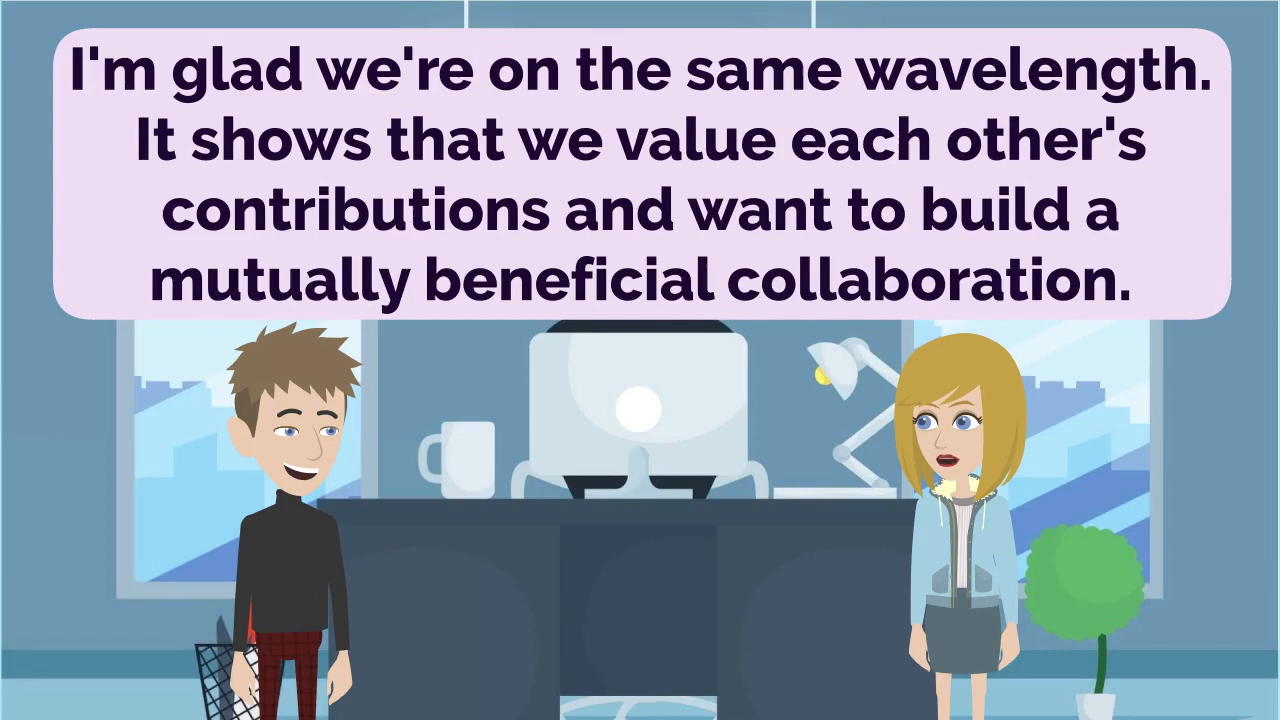 I'm glad we're on the same wavelength.
It shows that we value each other's
contributions and want to build a
mutually beneficial collaboration.